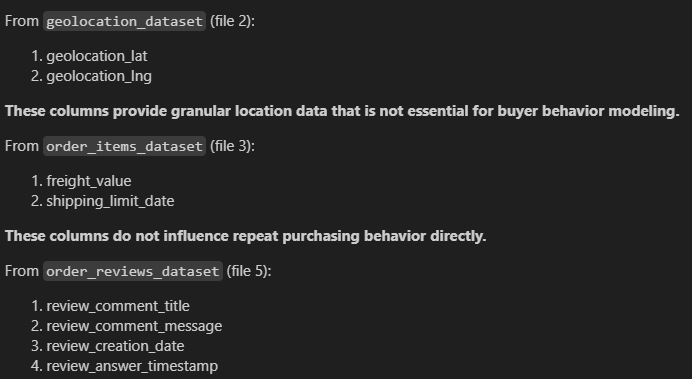 From geolocation_dataset (file 2):
1. geolocation_lat
2. geolocation_lng
These columns provide granular location data that is not essential for buyer behavior modeling.
From order_items_dataset (file 3):
1. freight_value
2. shipping_limit_date
These columns do not influence repeat purchasing behavior directly.
From order_reviews_dataset (file 5):
1. review_comment_title
2. review_comment_message
3. review_creation_date
4. review_answer_timestamp